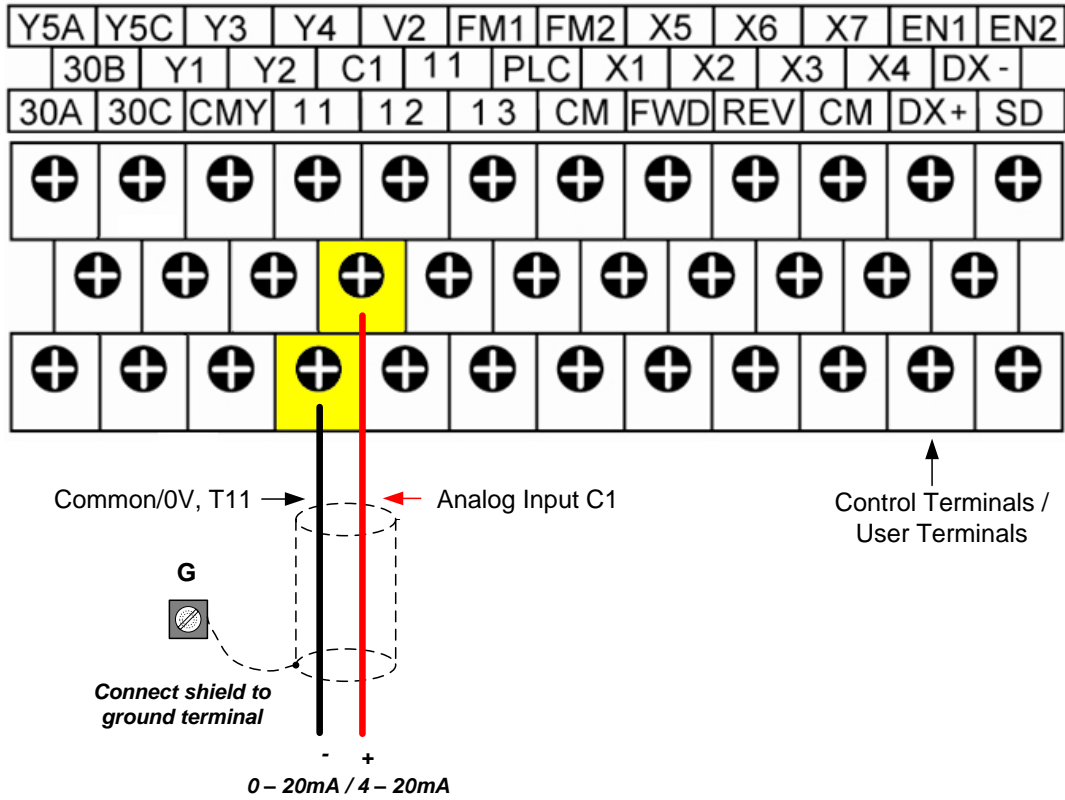 Y5A Y5C Y3 Y4 V2 FM1 FM2 X5 X6 X7 EN1 EN2
30B Y1 Y2 C1 11 PLC X1 X2 X3 X4 DX -
30A 30C CMY 11 12 13 CM FWD REV CM DX+ SD
Common/0V, T11
Analog Input C1
Control Terminals /
User Terminals
G
Connect shield to
ground terminal
- +
0 – 20mA / 4 – 20mA